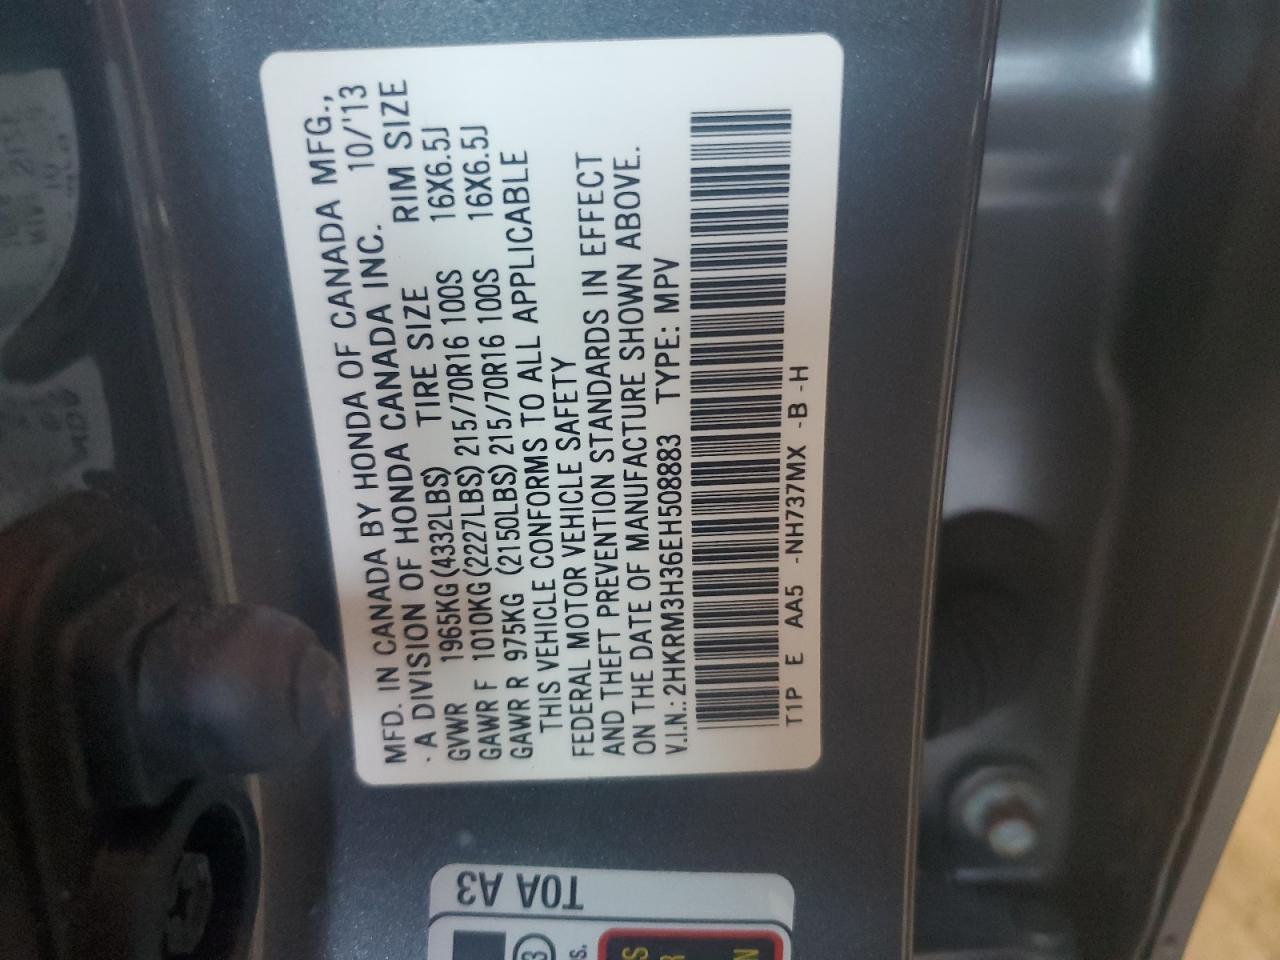 MFD. IN CANADA BY HONDA OF CANADA MFG.,
. A DIVISION OF HONDA CANADA INC. 10/'13
GVWR 1965KG (4332LBS) TIRE SIZE RIM SIZE
GAWR F 1010KG (2227LBS) 215/70R16 100S 16X6.5J
GAWR R 975KG (2150LBS) 215/70R16 100S 16X6.5J
THIS VEHICLE CONFORMS TO ALL APPLICABLE
FEDERAL MOTOR VEHICLE SAFETY
AND THEFT PREVENTION STANDARDS IN EFFECT
ON THE DATE OF MANUFACTURE SHOWN ABOVE.
V.I.N.: 2HKRM3H36EH508883 TYPE: MPV
T1P E AA5 -NH737MX -B -H
T0A A3